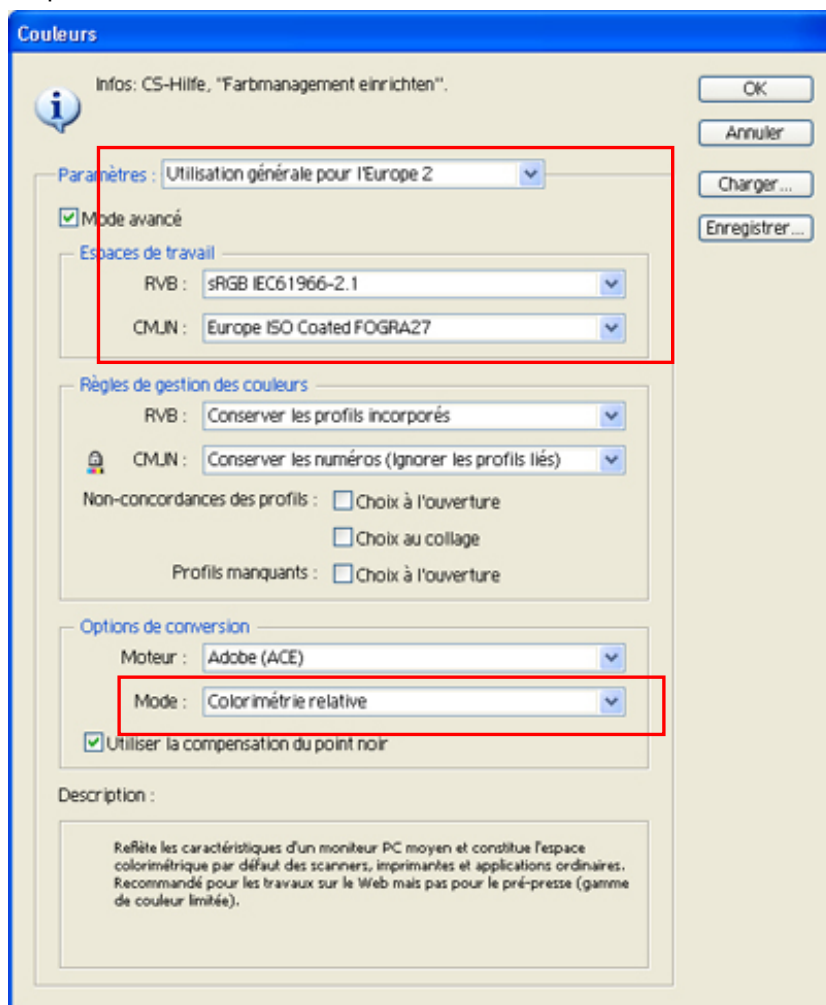 Couleurs
Infos: CS-Hilfe, "Farbmanagement einrichten".
OK
Annuler
Paramètres : Utilisation générale pour l'Europe 2
Charger...
Mode avancé
Enregistrer...
Espaces de travail
RVB : sRGB IEC61966-2.1
CMJN : Europe ISO Coated FOGRA27
Règles de gestion des couleurs
RVB : Conserver les profils incorporés
CMJN : Conserver les numéros (Ignorer les profils liés)
Non-concordances des profils : Choix à l'ouverture
Choix au collage
Profils manquants : Choix à l'ouverture
Options de conversion
Moteur : Adobe (ACE)
Mode : Colorimétrie relative
Utiliser la compensation du point noir
Description :
Reflète les caractéristiques d'un moniteur PC moyen et constitue l'espace
colorimétrique par défaut des scanners, imprimantes et applications ordinaires.
Recommandé pour les travaux sur le Web mais pas pour le pré-presse (gamme
de couleur limitée).